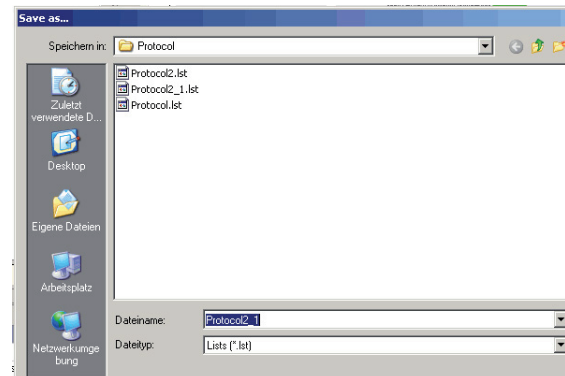 Save as...
Speichern in:
Protocol
Protocol2.lst
Protocol2_1.lst
Protocol.lst
Zuletzt
verwendete D...
Desktop
Eigene Dateien
Arbeitsplatz
Netzwerkumge
bung
Dateiname:
Protocol2_1
Dateityp:
Lists (*.lst)